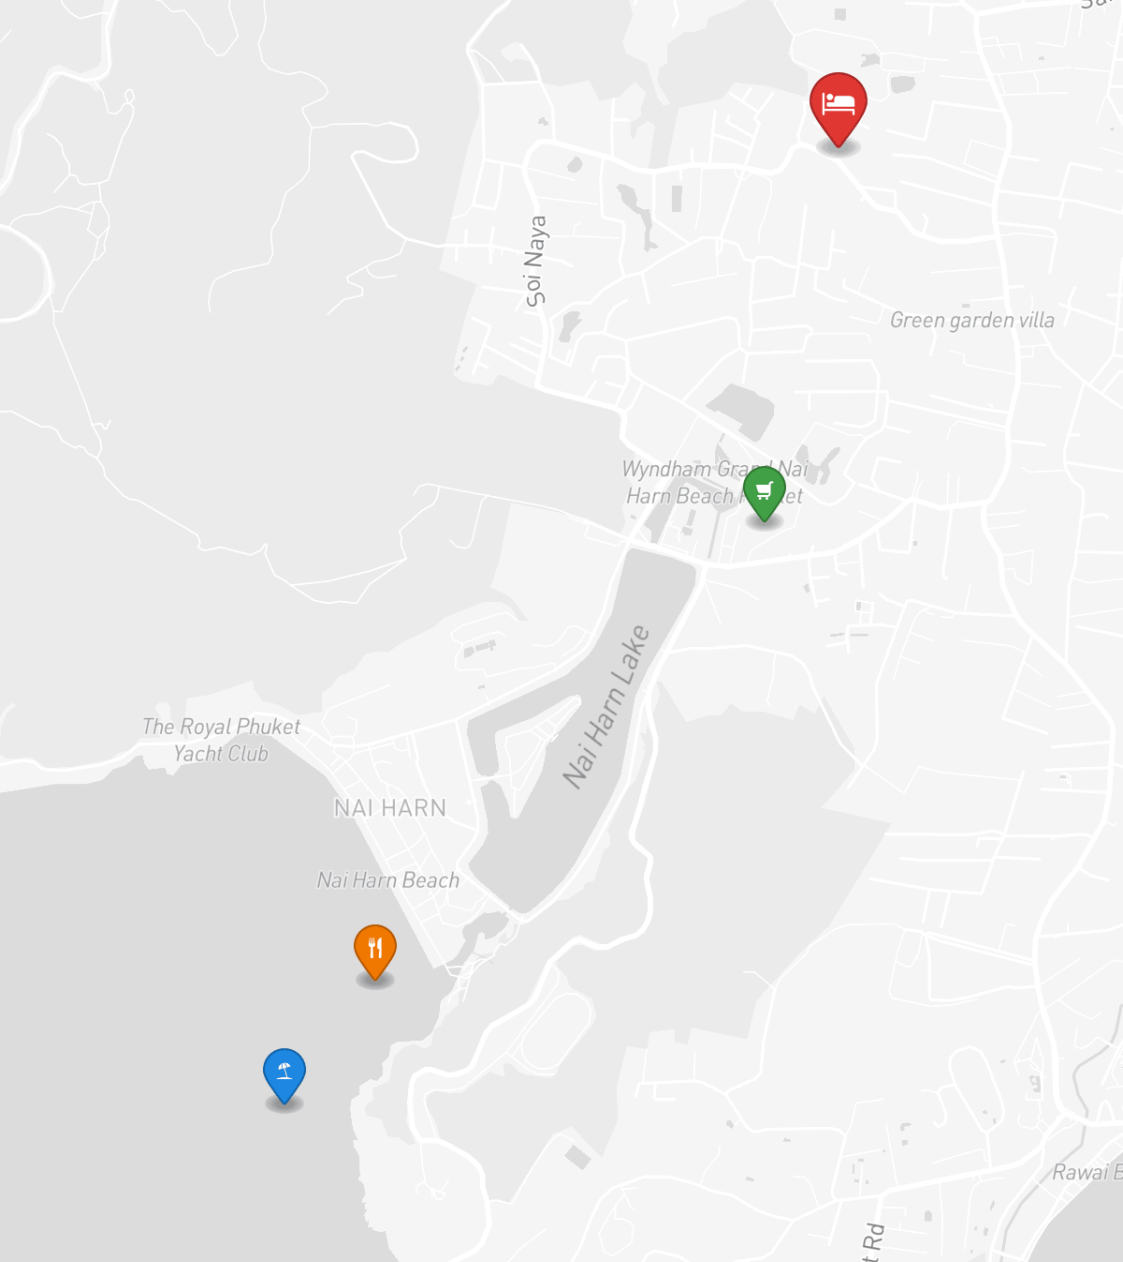 Soi Naya
Green garden villa
Wyndham Grand Nai
Harn Beach
Nai Harn Lake
The Royal Phuket
Yacht Club
NAI HARN
Nai Harn Beach
Rawai B
t Rd